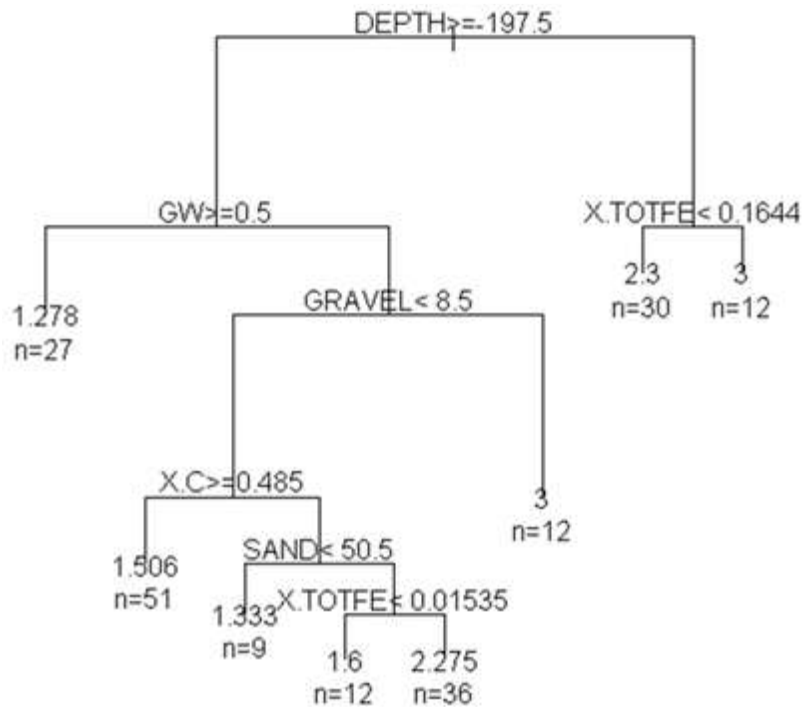 DEPTH>=-197.5
GW>=0.5
X.TOTFE< 0.1644
2.3
n=30
3
n=12
1.278
n=27
GRAVEL< 8.5
X.C>=0.485
3
n=12
1.506
n=51
SAND< 50.5
1.333
n=9
X.TOTFE< 0.01535
1.6
n=12
2.275
n=36